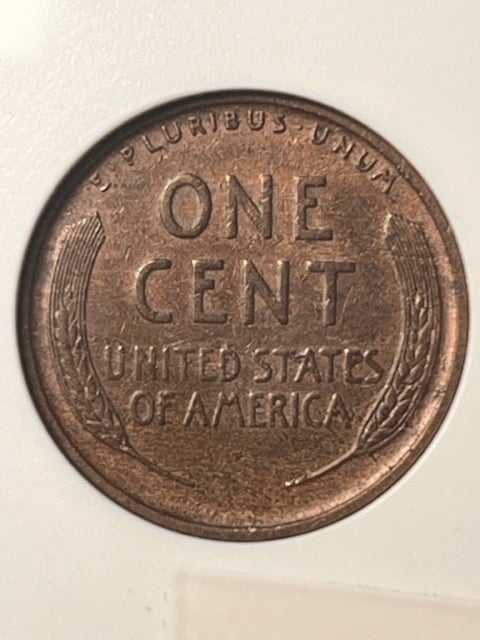 E·PLURIBUS·UNUM
ONE
CENT
UNITED STATES
OF AMERICA